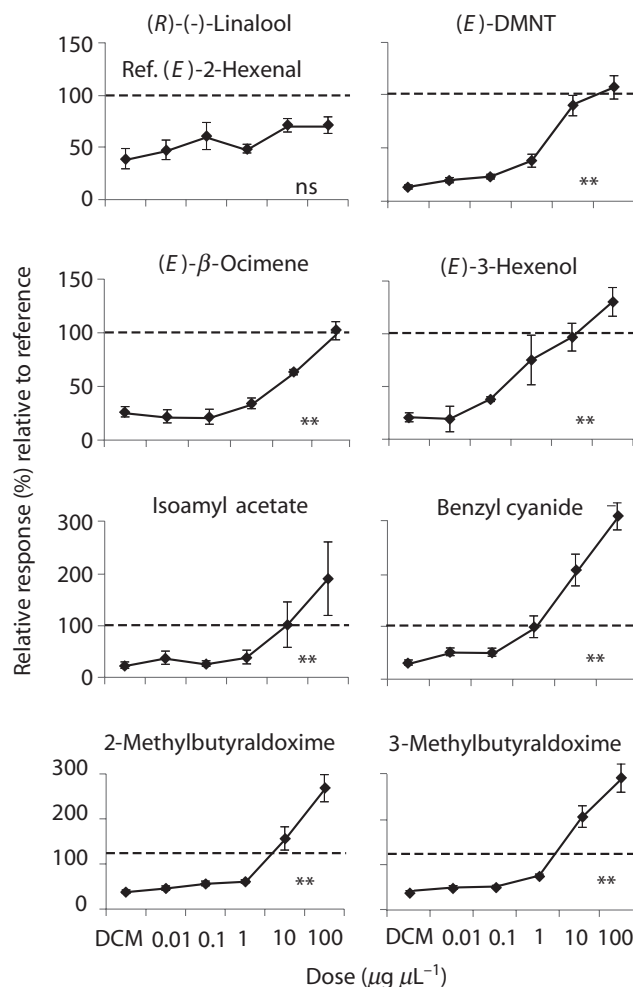 (R)-(-)-Linalool
150
Ref. (E)-2-Hexenal
100
50
0
ns
(E)-DMNT
**
(E)-β-Ocimene
150
100
50
0
**
(E)-3-Hexenol
**
Isoamyl acetate
300
200
100
0
**
Benzyl cyanide
**
2-Methylbutyraldoxime
300
200
100
0
**
3-Methylbutyraldoxime
**
DCM 0.01 0.1 1 10 100
DCM 0.01 0.1 1 10 100
Dose (μg μL⁻¹)
Relative response (%) relative to reference